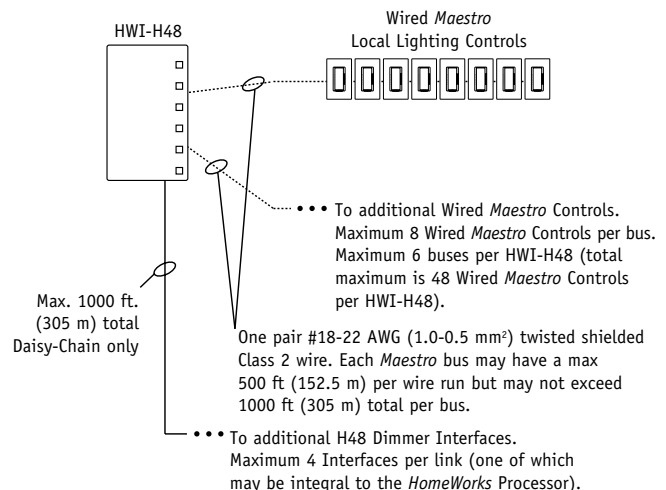 HWI-H48
Wired Maestro
Local Lighting Controls
• • • To additional Wired Maestro Controls.
Maximum 8 Wired Maestro Controls per bus.
Maximum 6 buses per HWI-H48 (total
maximum is 48 Wired Maestro Controls
per HWI-H48).
Max. 1000 ft.
(305 m) total
Daisy-Chain only
One pair #18-22 AWG (1.0-0.5 mm²) twisted shielded
Class 2 wire. Each Maestro bus may have a max
500 ft (152.5 m) per wire run but may not exceed
1000 ft (305 m) total per bus.
• • • To additional H48 Dimmer Interfaces.
Maximum 4 Interfaces per link (one of which
may be integral to the HomeWorks Processor).